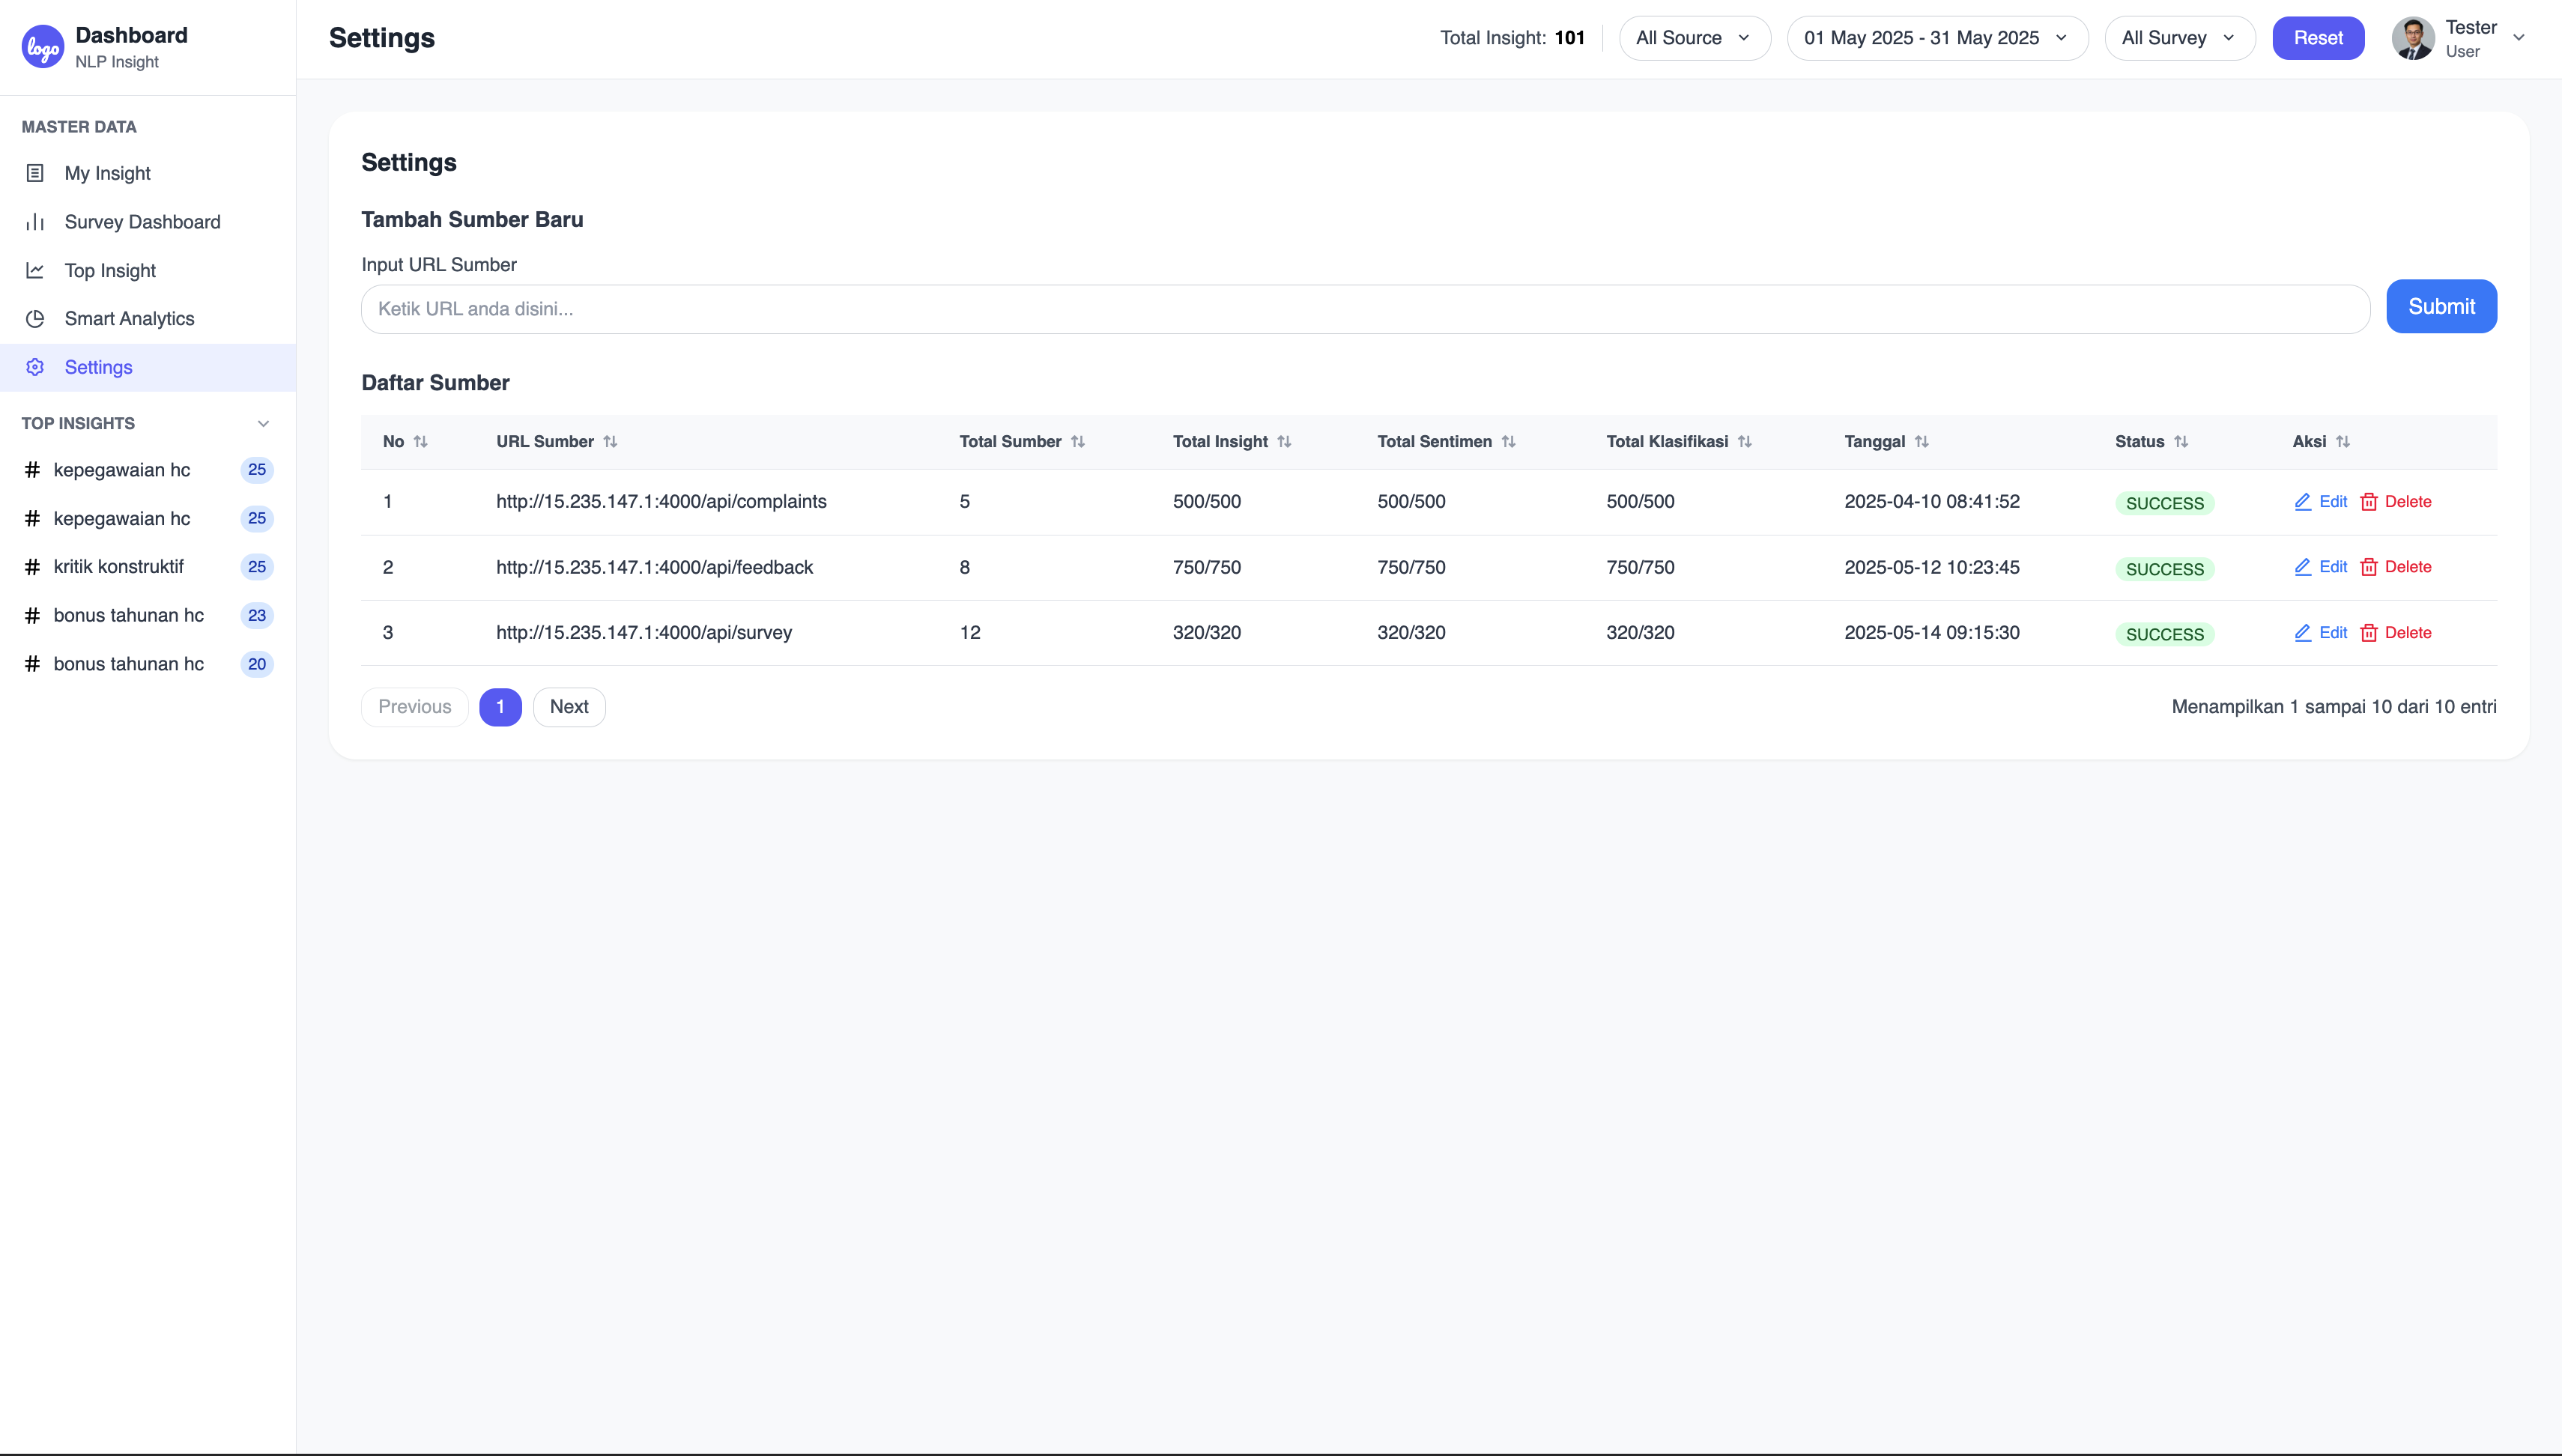 logo
Dashboard
NLP Insight
MASTER DATA
My Insight
Survey Dashboard
Top Insight
Smart Analytics
Settings
TOP INSIGHTS
# kepegawaian hc 25
# kepegawaian hc 25
# kritik konstruktif 25
# bonus tahunan hc 23
# bonus tahunan hc 20
Settings
Total Insight: 101
All Source
01 May 2025 - 31 May 2025
All Survey
Reset
Tester
User
Settings
Tambah Sumber Baru
Input URL Sumber
Ketik URL anda disini...
Submit
Daftar Sumber
No URL Sumber Total Sumber Total Insight Total Sentimen Total Klasifikasi Tanggal Status Aksi
1 http://15.235.147.1:4000/api/complaints 5 500/500 500/500 500/500 2025-04-10 08:41:52 SUCCESS Edit Delete
2 http://15.235.147.1:4000/api/feedback 8 750/750 750/750 750/750 2025-05-12 10:23:45 SUCCESS Edit Delete
3 http://15.235.147.1:4000/api/survey 12 320/320 320/320 320/320 2025-05-14 09:15:30 SUCCESS Edit Delete
Previous 1 Next
Menampilkan 1 sampai 10 dari 10 entri